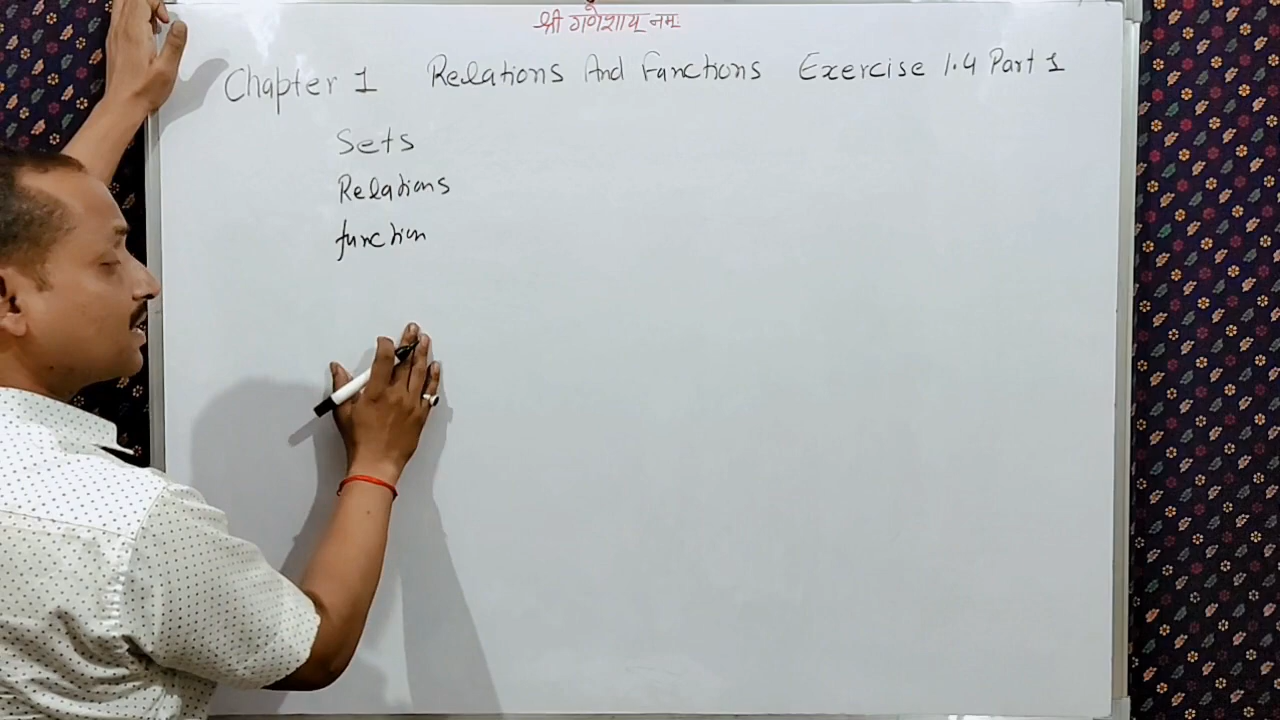 श्री गणेशाय नमः
Chapter 1 Relations And Functions Exercise 1.4 Part 1
Sets
Relations
function